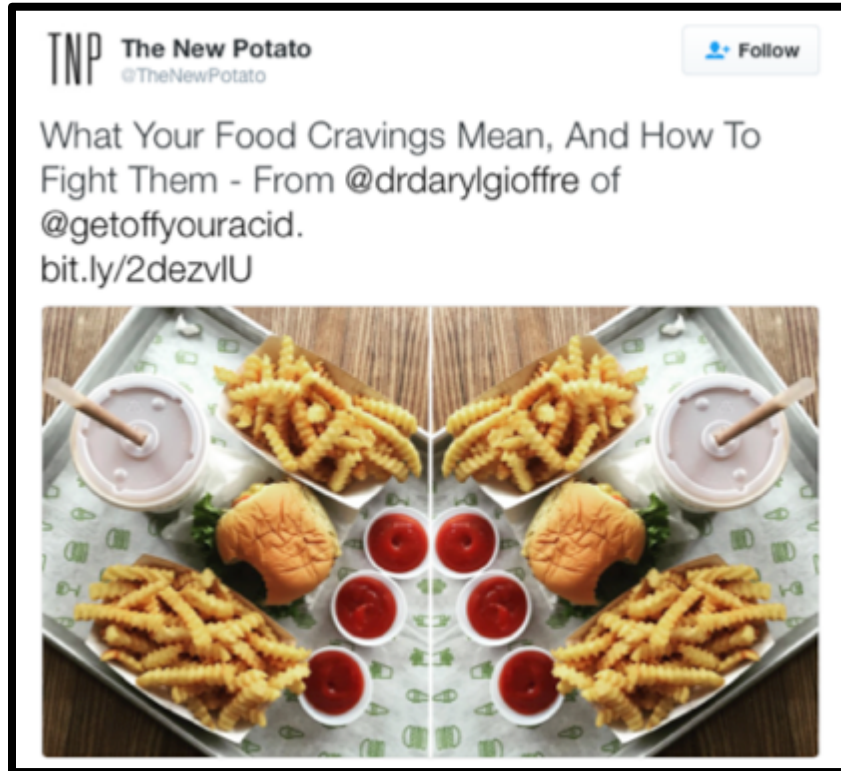 TNP
The New Potato
@TheNewPotato
Follow
What Your Food Cravings Mean, And How To
Fight Them - From @drdarylgioffre of
@getoffyouracid.
bit.ly/2dezvIU